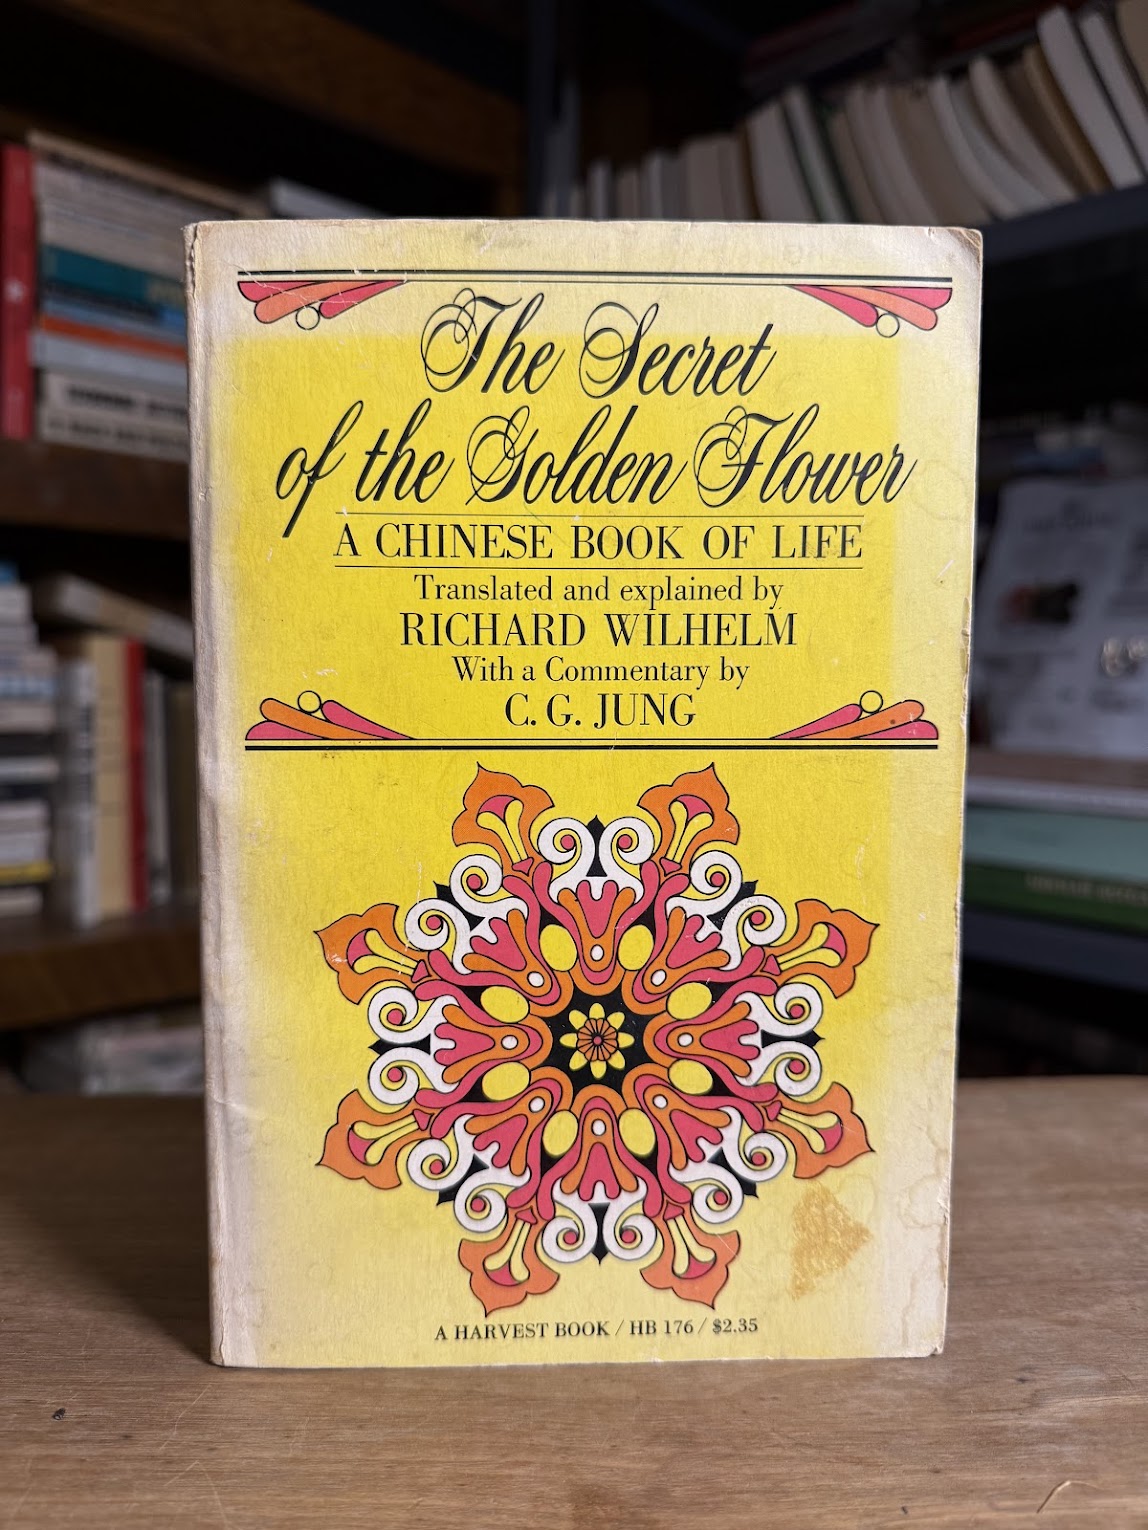 The Secret
of the Golden Flower
A CHINESE BOOK OF LIFE
Translated and explained by
RICHARD WILHELM
With a Commentary by
C. G. JUNG
A HARVEST BOOK / HB 176 / $2.35